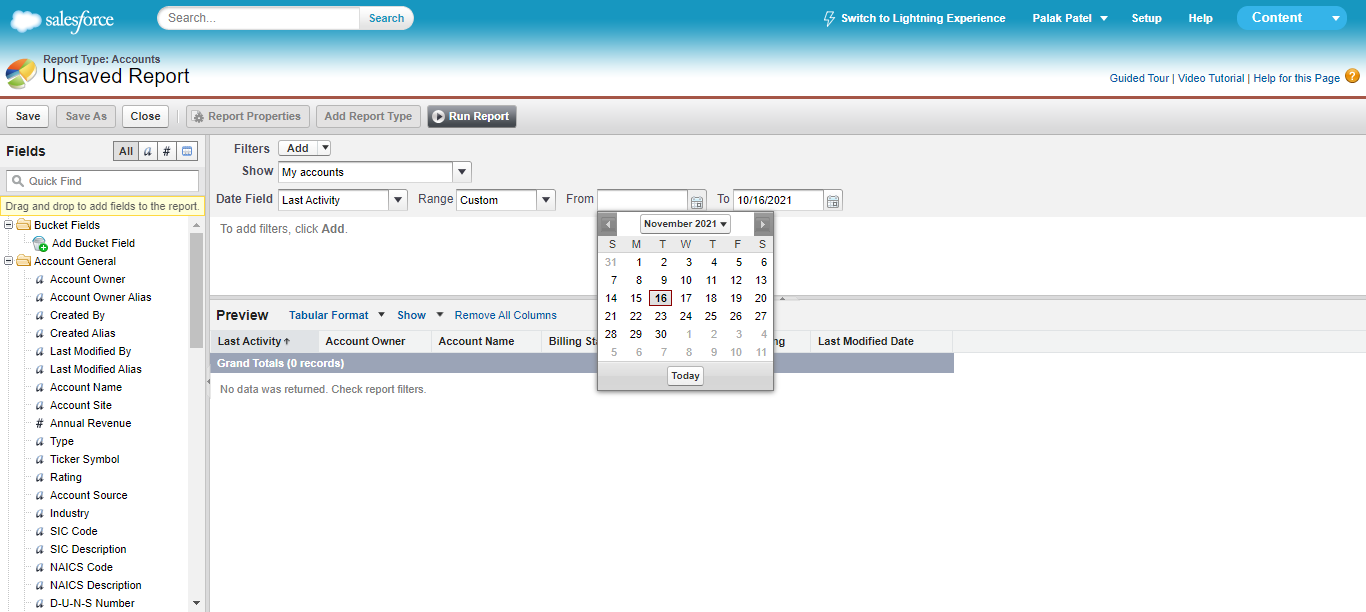 salesforce
Search...
Search
Switch to Lightning Experience
Palak Patel
Setup
Help
Content
Report Type: Accounts
Unsaved Report
Guided Tour | Video Tutorial | Help for this Page ?
Save
Save As
Close
Report Properties
Add Report Type
Run Report
Fields
All
a
#
Quick Find
Drag and drop to add fields to the report.
Bucket Fields
Add Bucket Field
Account General
a Account Owner
a Account Owner Alias
a Created By
a Created Alias
a Last Modified By
a Last Modified Alias
a Account Name
a Account Site
# Annual Revenue
a Type
a Ticker Symbol
a Rating
a Account Source
a Industry
a SIC Code
a SIC Description
a NAICS Code
a NAICS Description
a D-U-N-S Number
Filters
Add
Show
My accounts
Date Field
Last Activity
Range
Custom
From
To
10/16/2021
To add filters, click Add.
November 2021
S M T W T F S
31 1 2 3 4 5 6
7 8 9 10 11 12 13
14 15 16 17 18 19 20
21 22 23 24 25 26 27
28 29 30 1 2 3 4
5 6 7 8 9 10 11
Today
Preview
Tabular Format
Show
Remove All Columns
Last Activity
Account Owner
Account Name
Billing Sta
ng
Last Modified Date
Grand Totals (0 records)
No data was returned. Check report filters.